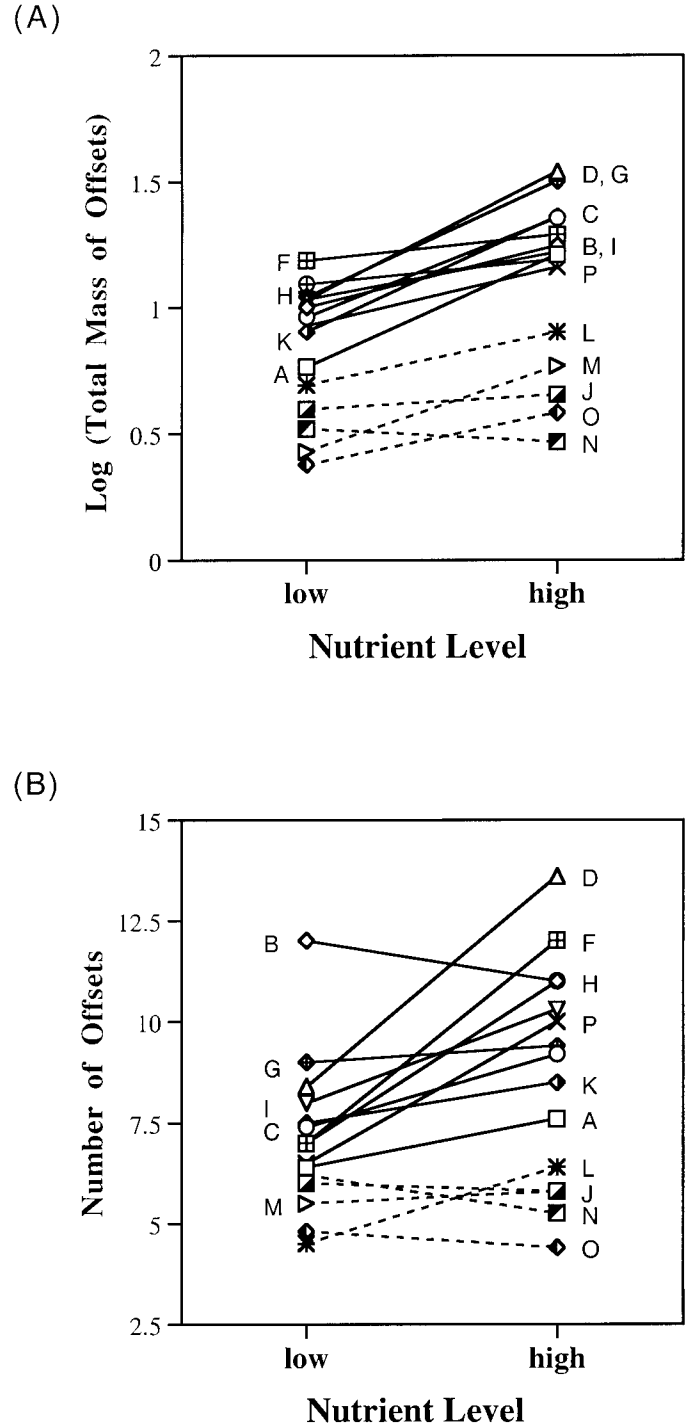 (A)
Log (Total Mass of Offsets)
2
1.5
1
0.5
0
F
H
K
A
D, G
C
B, I
P
L
M
J
O
N
low
high
Nutrient Level
(B)
Number of Offsets
15
12.5
10
7.5
5
2.5
B
G
I
C
M
D
F
H
P
K
A
L
J
N
O
low
high
Nutrient Level